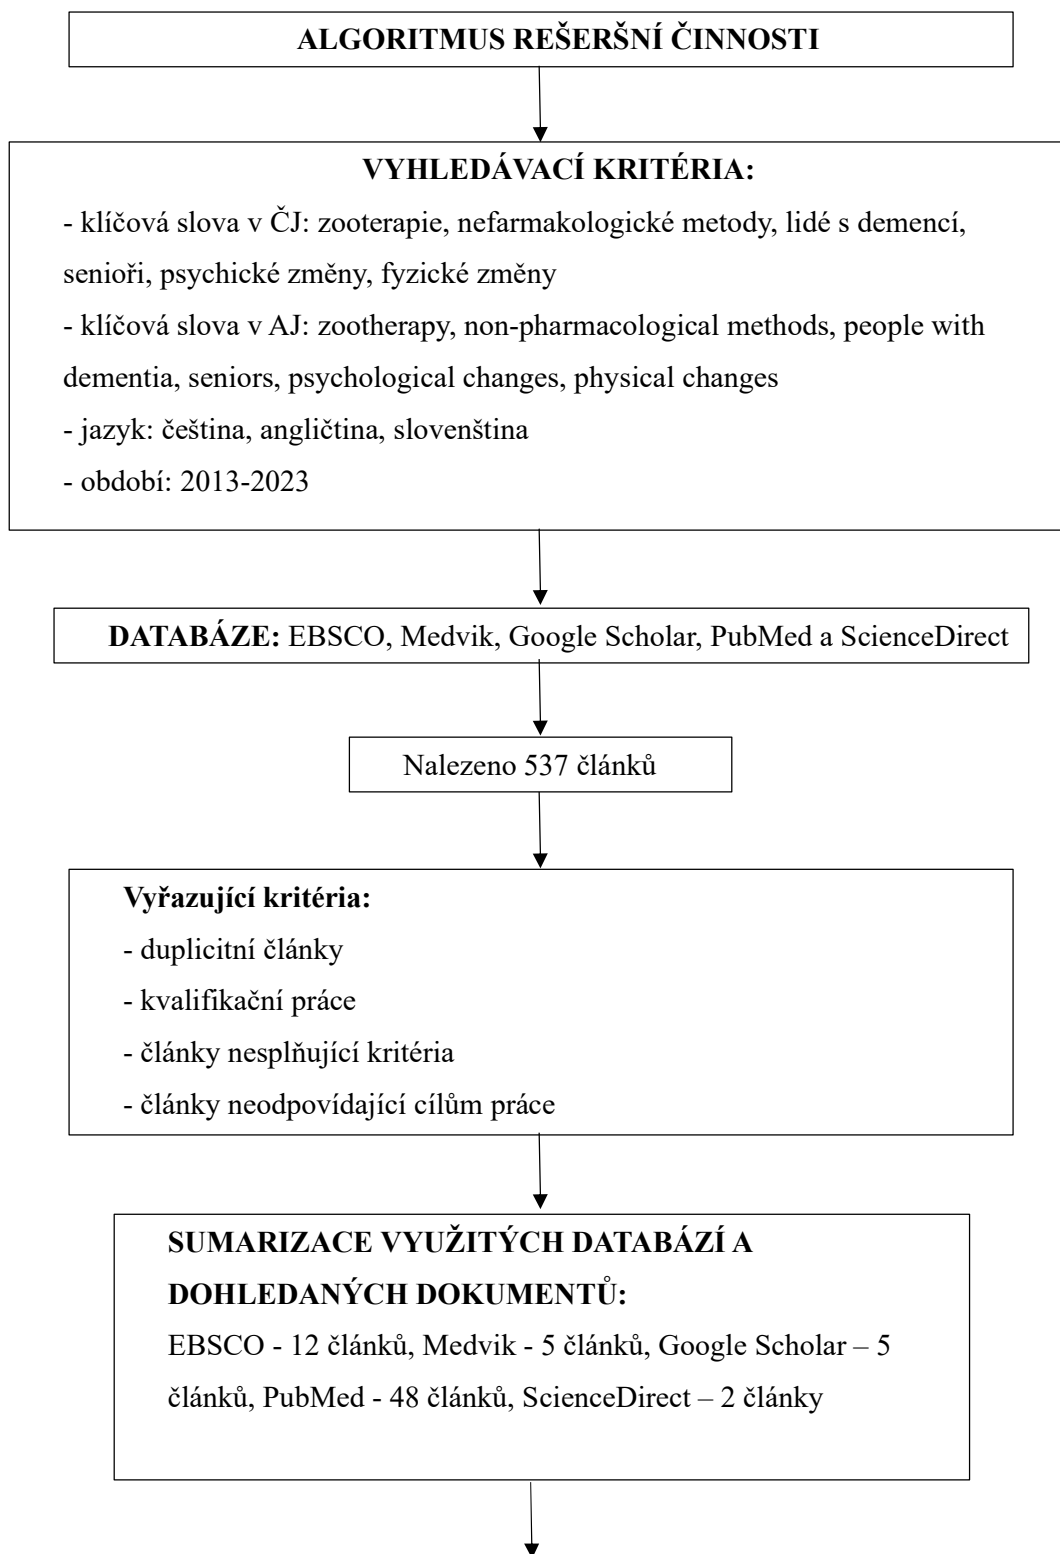 ALGORITMUS REŠERŠNÍ ČINNOSTI
VYHLEDÁVACÍ KRITÉRIA:
- klíčová slova v ČJ: zooterapie, nefarmakologické metody, lidé s demencí,
senioři, psychické změny, fyzické změny
- klíčová slova v AJ: zootherapy, non-pharmacological methods, people with
dementia, seniors, psychological changes, physical changes
- jazyk: čeština, angličtina, slovenština
- období: 2013-2023
DATABÁZE: EBSCO, Medvik, Google Scholar, PubMed a ScienceDirect
Nalezeno 537 článků
Vyřazující kritéria:
- duplicitní články
- kvalifikační práce
- články nesplňující kritéria
- články neodpovídající cílům práce
SUMARIZACE VYUŽITÝCH DATABÁZÍ A
DOHLEDANÝCH DOKUMENTŮ:
EBSCO - 12 článků, Medvik - 5 článků, Google Scholar – 5
článků, PubMed - 48 článků, ScienceDirect – 2 články